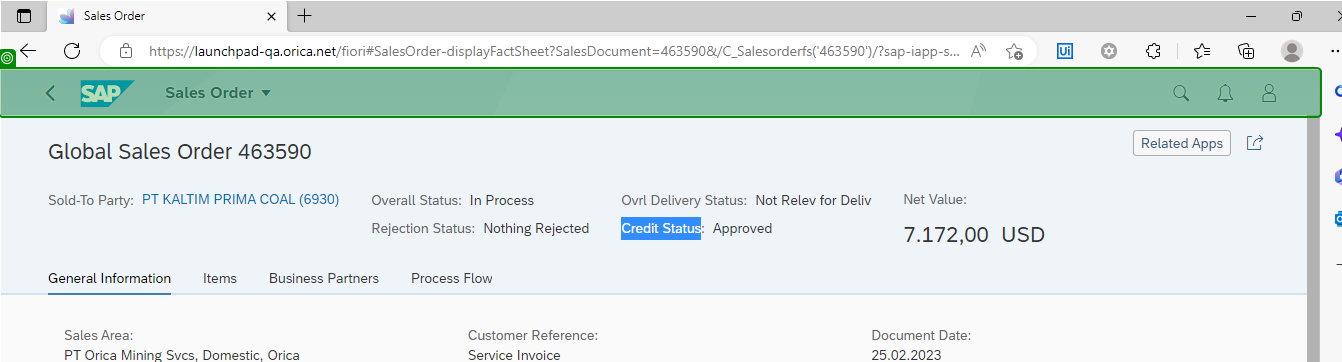 Sales Order
https://launchpad-qa.orica.net/fiori#SalesOrder-displayFactSheet?SalesDocument=463590&/C_Salesorderfs('463590')/?sap-iapp-s...
Ui
SAP Sales Order
Global Sales Order 463590
Related Apps
Sold-To Party: PT KALTIM PRIMA COAL (6930) Overall Status: In Process Ovrl Delivery Status: Not Relev for Deliv Net Value:
Rejection Status: Nothing Rejected Credit Status: Approved 7.172,00 USD
General Information Items Business Partners Process Flow
Sales Area: Customer Reference: Document Date:
PT Orica Mining Svcs, Domestic, Orica Service Invoice 25.02.2023